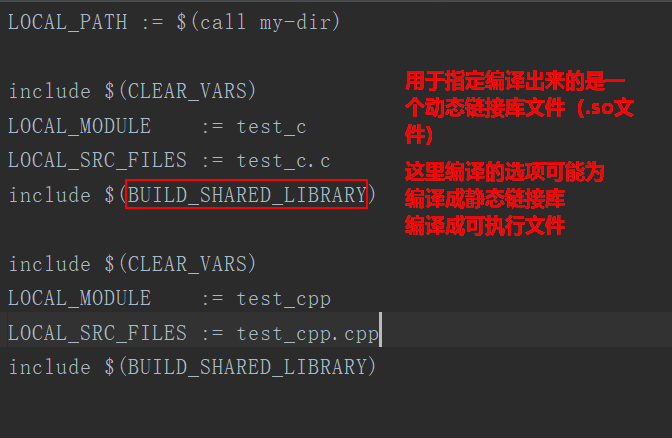 LOCAL_PATH := $(call my-dir)
include $(CLEAR_VARS)
LOCAL_MODULE    := test_c
LOCAL_SRC_FILES := test_c.c
include $(BUILD_SHARED_LIBRARY)
用于指定编译出来的是一
个动态链接库文件（.so文
件）
这里编译的选项可能为
编译成静态链接库
编译成可执行文件
include $(CLEAR_VARS)
LOCAL_MODULE    := test_cpp
LOCAL_SRC_FILES := test_cpp.cpp
include $(BUILD_SHARED_LIBRARY)